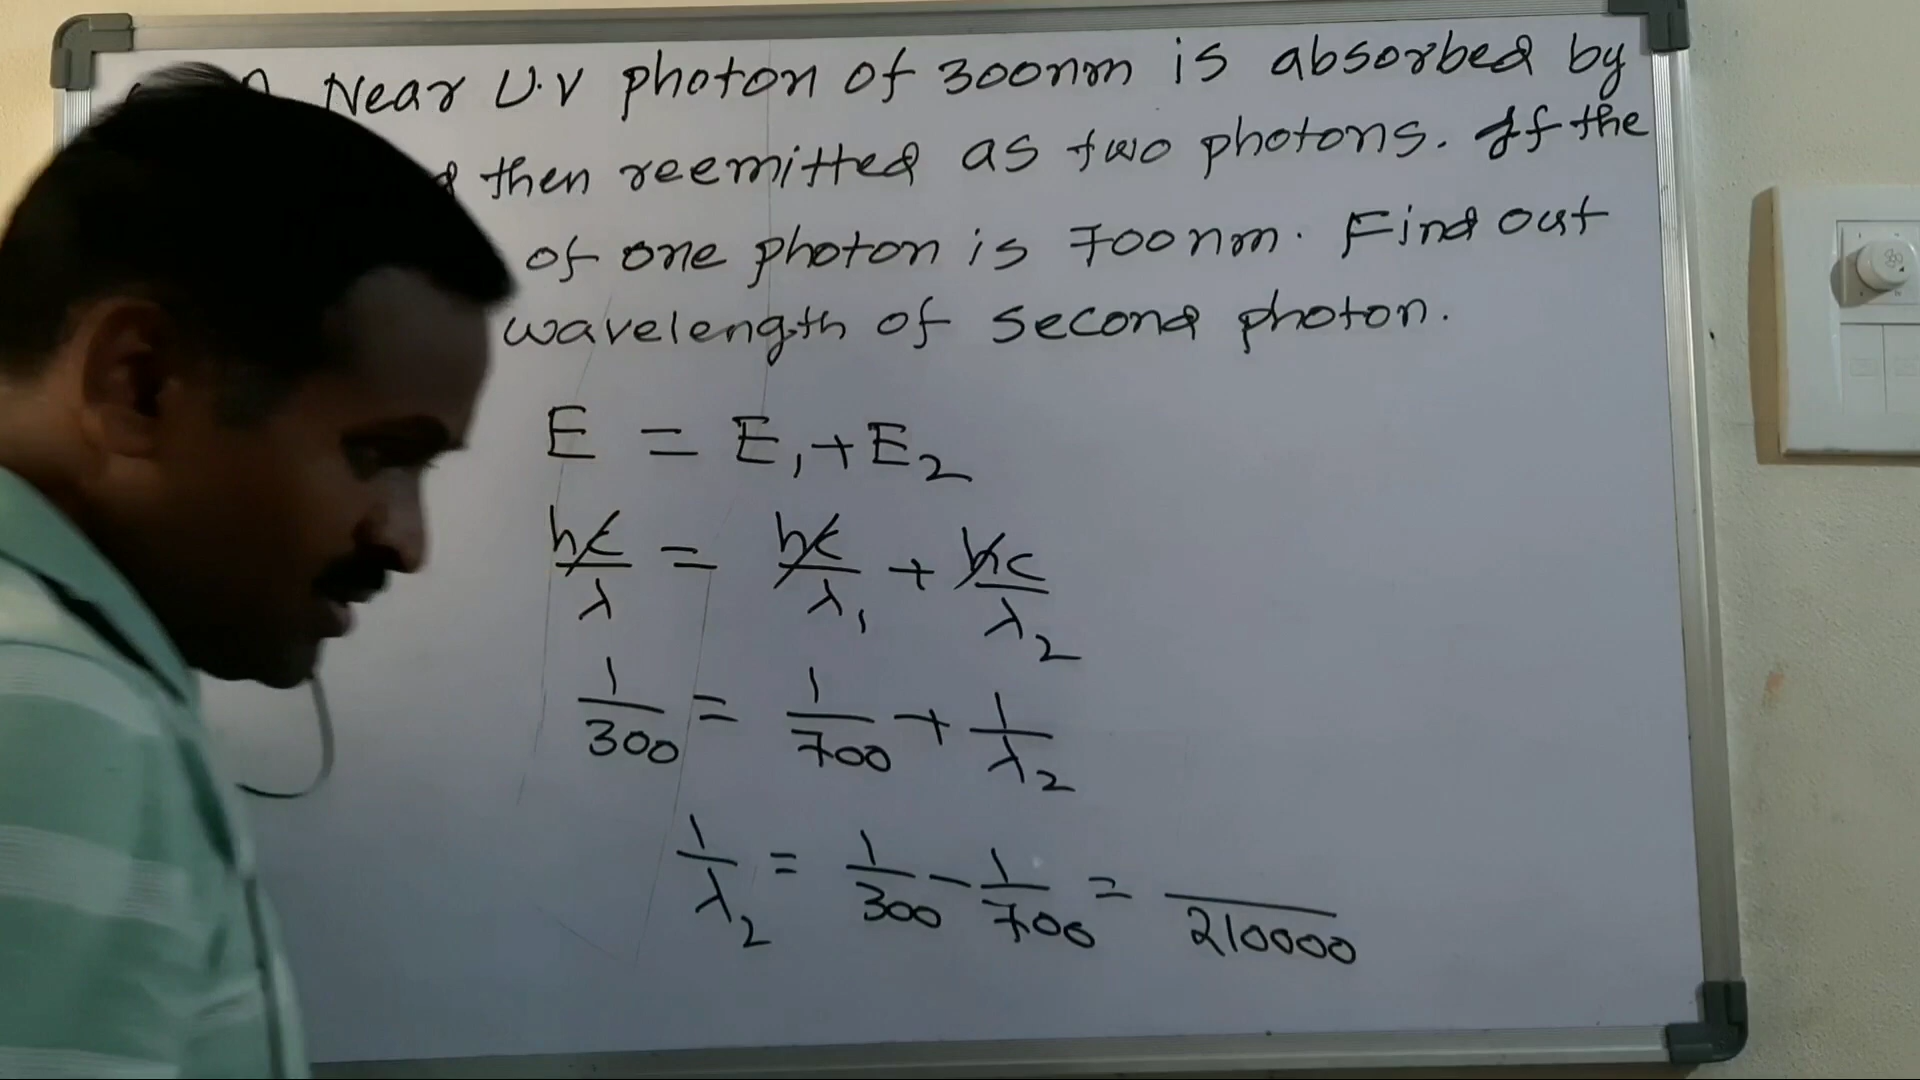 Near U.V photon of 300nm is absorbed by
then reemitted as two photons. If the
of one photon is 700nm. Find out
wavelength of second photon.
E = E₁+E₂
hc/λ = hc/λ₁ + hc/λ₂
1/300 = 1/700 + 1/λ₂
1/λ₂ = 1/300 - 1/700 = /210000